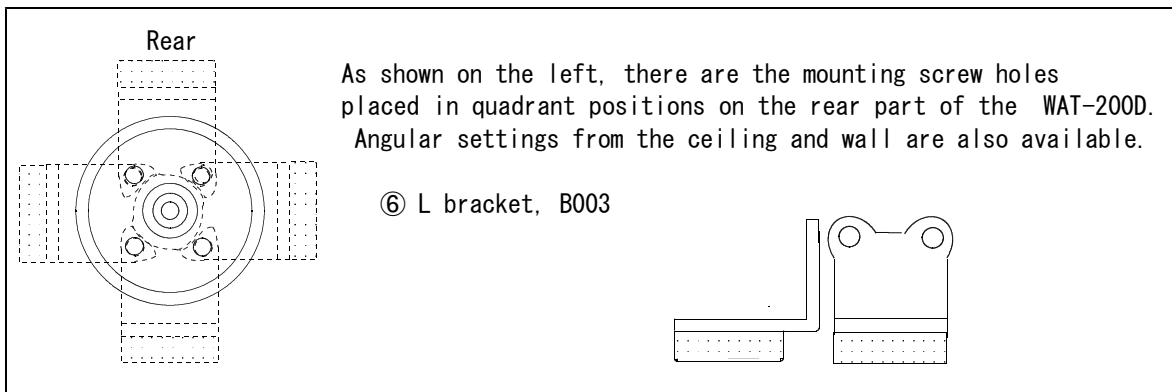 Rear
As shown on the left, there are the mounting screw holes
placed in quadrant positions on the rear part of the WAT-200D.
Angular settings from the ceiling and wall are also available.
⑥ L bracket, B003